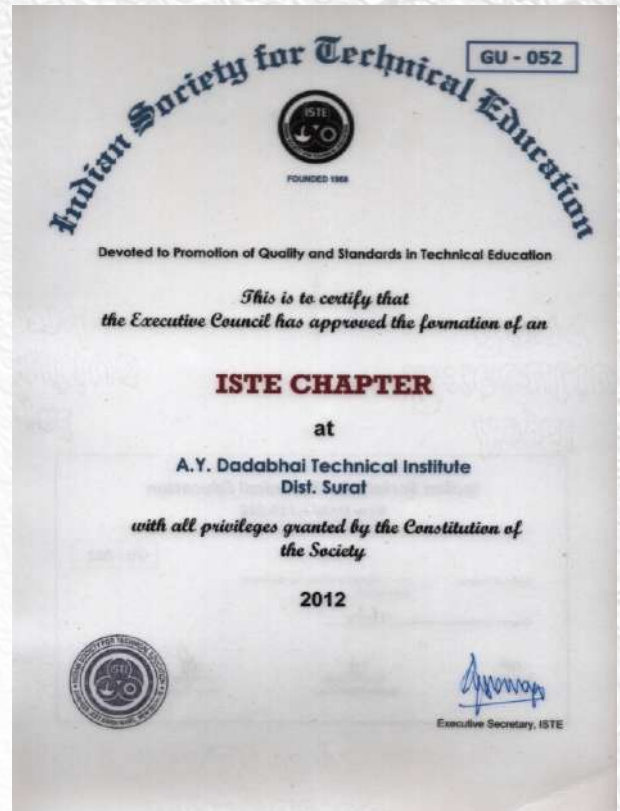 GU - 052
Indian Society for Technical Education
ISTE
FOUNDED 1968
Devoted to Promotion of Quality and Standards in Technical Education
This is to certify that
the Executive Council has approved the formation of an
ISTE CHAPTER
at
A.Y. Dadabhai Technical Institute
Dist. Surat
with all privileges granted by the Constitution of
the Society
2012
ISTE
Executive Secretary, ISTE